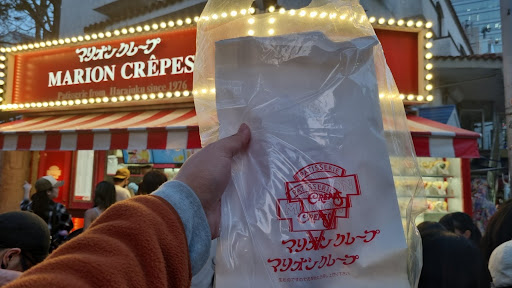 マリオンクレープ
MARION CRÊPES
Patisserie from Harajuku since 1976
PATISSERIE
マリオンクレープ
マリオンクレープ